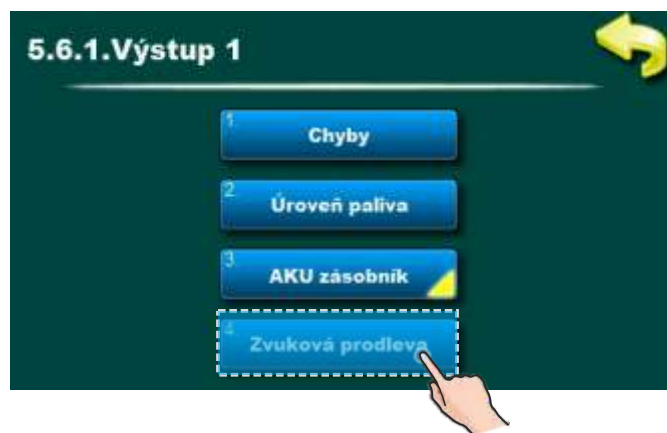 5.6.1.Výstup 1
1
Chyby
2
Úroveň paliva
3
AKU zásobník
4
Zvuková prodleva